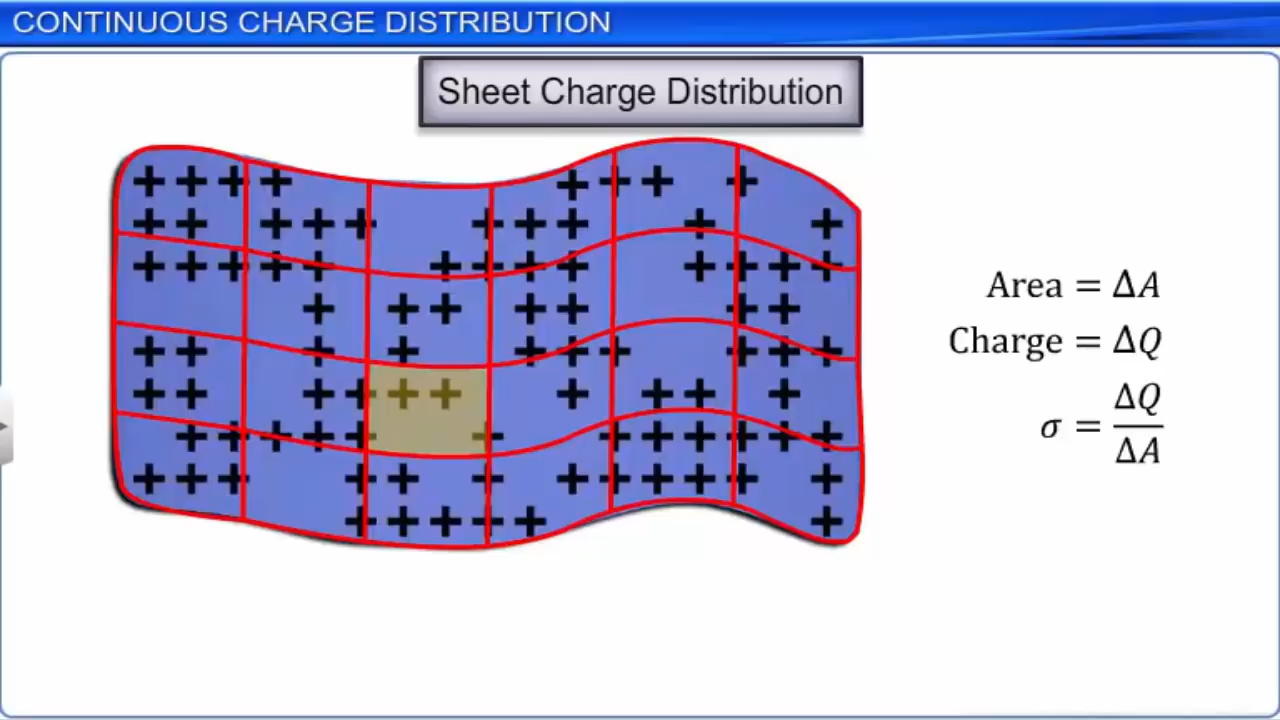 CONTINUOUS CHARGE DISTRIBUTION
Sheet Charge Distribution
Area = ΔA
Charge = ΔQ
σ = ΔQ/ΔA